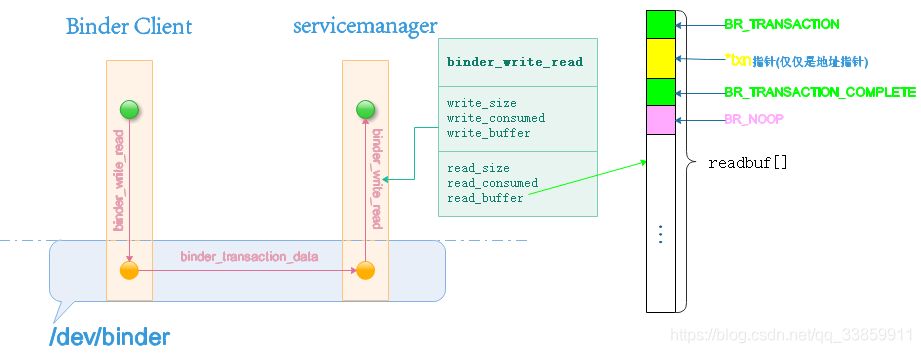 Binder Client
servicemanager
binder_write_read
binder_write_read
binder_transaction_data
/dev/binder
binder_write_read
write_size
write_consumed
write_buffer
read_size
read_consumed
read_buffer
BR_TRANSACTION
*txn指针(仅仅是地址指针)
BR_TRANSACTION_COMPLETE
BR_NOOP
readbuf[]
...
https://blog.csdn.net/qq_33859911